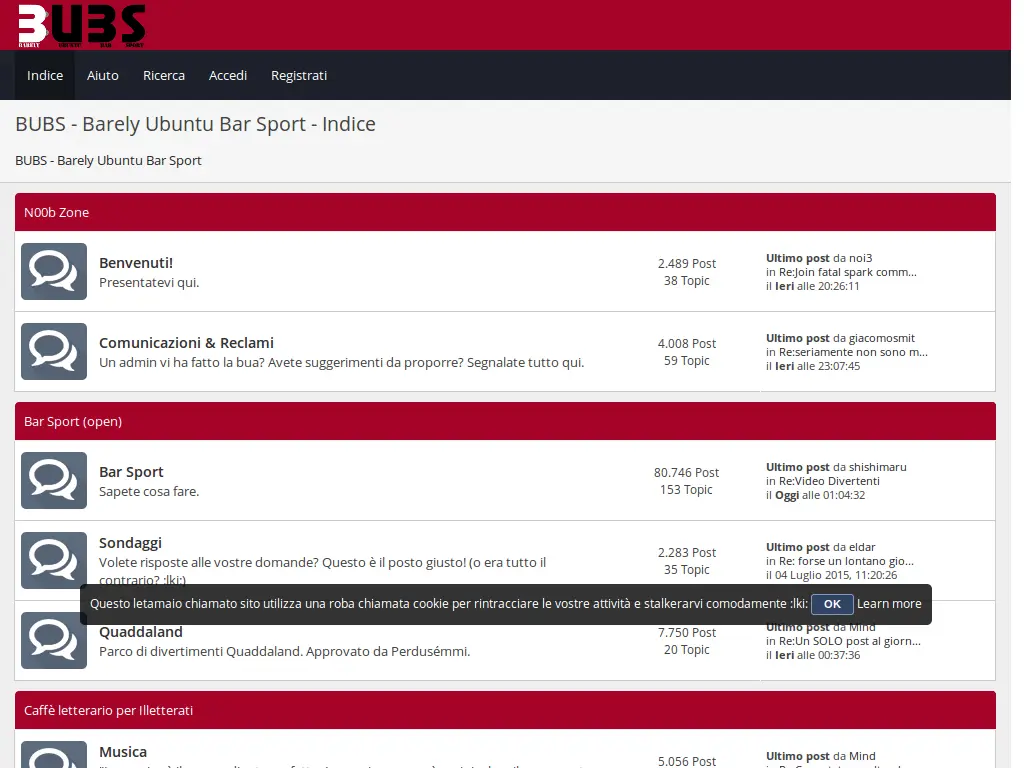 BUBS
BARELY UBUNTU BAR SPORT
Indice Aiuto Ricerca Accedi Registrati
BUBS - Barely Ubuntu Bar Sport - Indice
BUBS - Barely Ubuntu Bar Sport
N00b Zone
Benvenuti!
Presentatevi qui.
2.489 Post
38 Topic
Ultimo post da noi3
in Re:Join fatal spark comm...
il Ieri alle 20:26:11
Comunicazioni & Reclami
Un admin vi ha fatto la bua? Avete suggerimenti da proporre? Segnalate tutto qui.
4.008 Post
59 Topic
Ultimo post da giacomosmit
in Re:seriamente non sono m...
il Ieri alle 23:07:45
Bar Sport (open)
Bar Sport
Sapete cosa fare.
80.746 Post
153 Topic
Ultimo post da shishimaru
in Re:Video Divertenti
il Oggi alle 01:04:32
Sondaggi
Volete risposte alle vostre domande? Questo è il posto giusto! (o era tutto il
contrario? :lki:)
2.283 Post
35 Topic
Ultimo post da eldar
in Re: forse un lontano gio...
il 04 Luglio 2015, 11:20:26
Questo letamaio chiamato sito utilizza una roba chiamata cookie per rintracciare le vostre attività e stalkerarvi comodamente :lki: OK Learn more
Quaddaland
Parco di divertimenti Quaddaland. Approvato da Perdusémmi.
7.750 Post
20 Topic
Ultimo post da Mind
in Re:Un SOLO post al giorn...
il Ieri alle 00:37:36
Caffè letterario per Illetterati
Musica
5.056 Post
Ultimo post da Mind